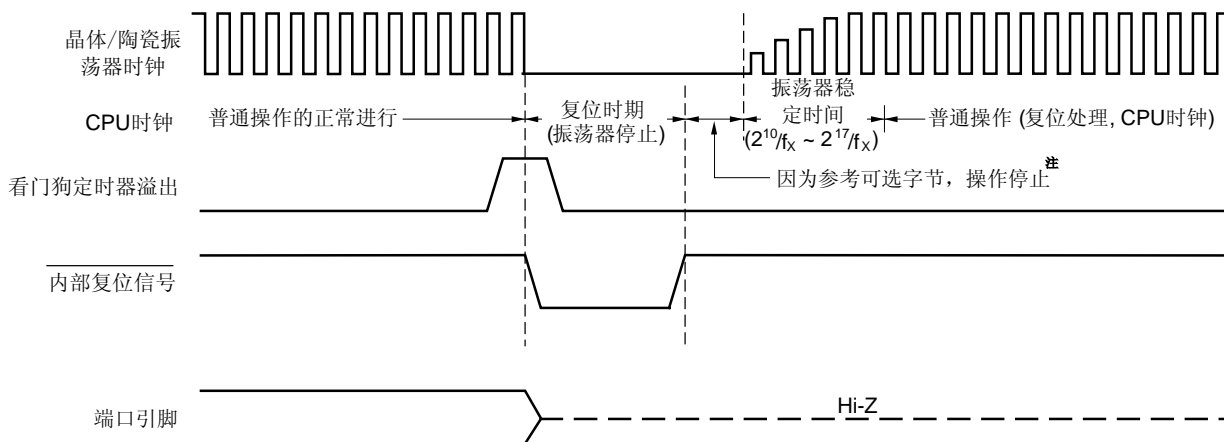 晶体/陶瓷振
荡器时钟
CPU时钟
普通操作的正常进行
复位时期
(振荡器停止)
振荡器稳
定时间
(2¹⁰/fX ~ 2¹⁷/fX)
普通操作 (复位处理, CPU时钟)
看门狗定时器溢出
因为参考可选字节，操作停止注
内部复位信号
端口引脚
Hi-Z